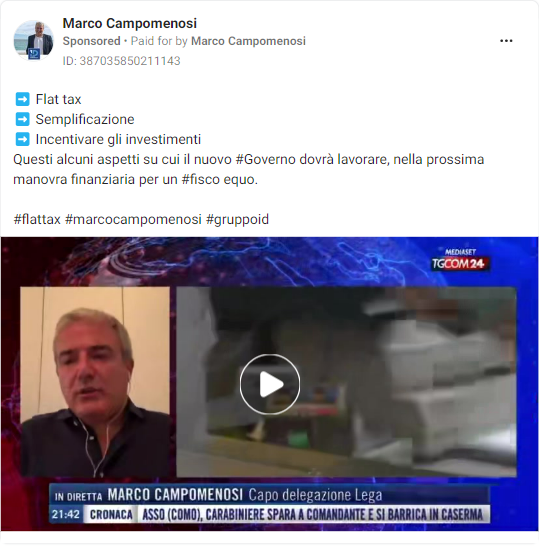 Marco Campomenosi
Sponsored • Paid for by Marco Campomenosi
ID: 387035850211143
➡️ Flat tax
➡️ Semplificazione
➡️ Incentivare gli investimenti
Questi alcuni aspetti su cui il nuovo #Governo dovrà lavorare, nella prossima
manovra finanziaria per un #fisco equo.
#flattax #marcocampomenosi #gruppoid
MEDIASET
TGCOM24
IN DIRETTA MARCO CAMPOMENOSI Capo delegazione Lega
21:42 CRONACA ASSO (COMO), CARABINIERE SPARA A COMANDANTE E SI BARRICA IN CASERMA